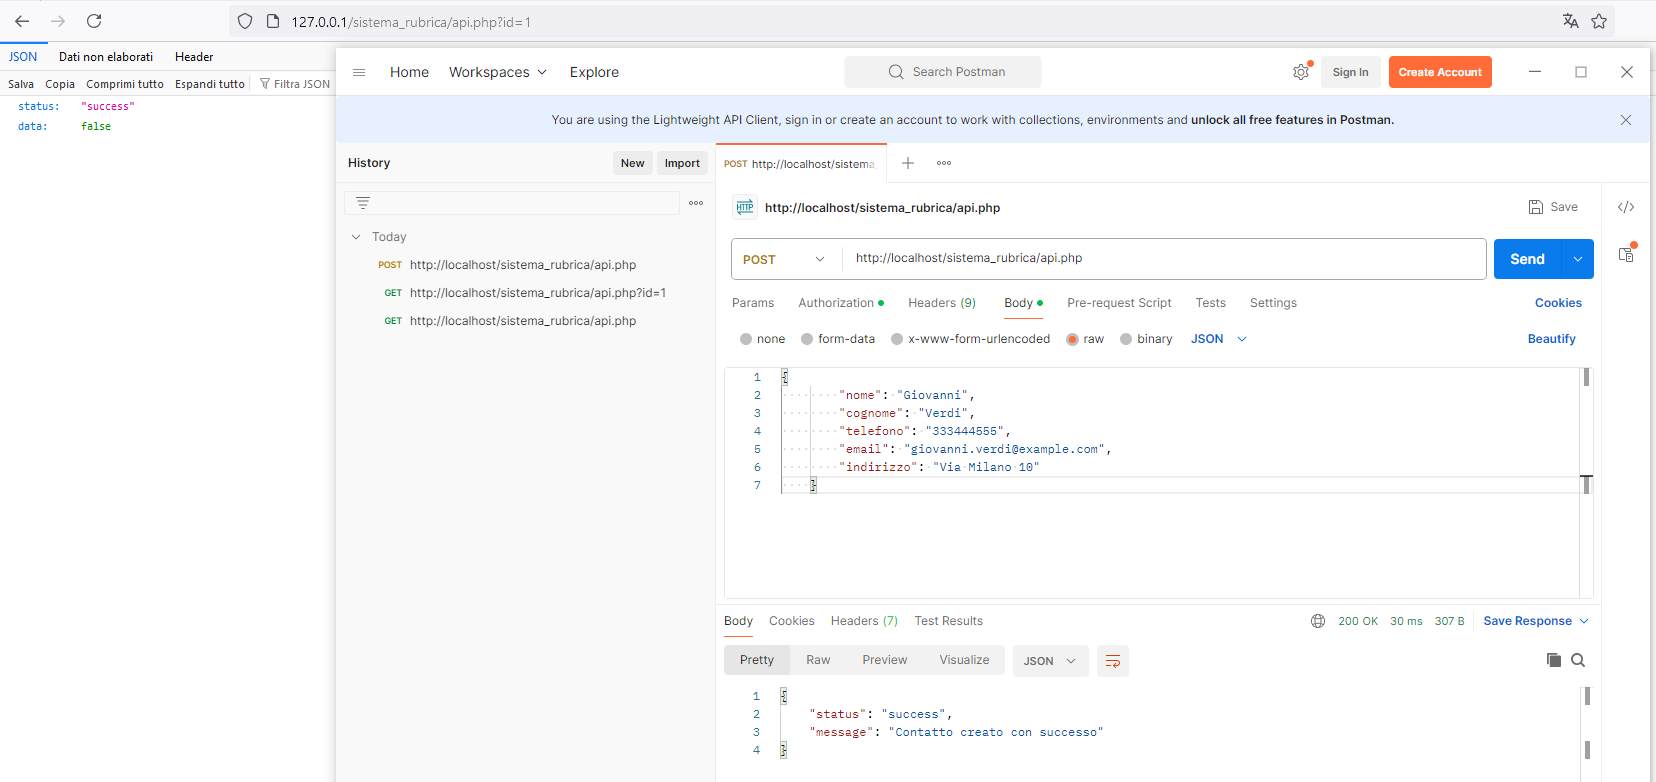 127.0.0.1/sistema_rubrica/api.php?id=1
JSON Dati non elaborati Header
Salva Copia Comprimi tutto Espandi tutto Filtra JSON
status: "success"
data: false
Home Workspaces Explore Search Postman Sign In Create Account
You are using the Lightweight API Client, sign in or create an account to work with collections, environments and unlock all free features in Postman.
History New Import
Today
POST http://localhost/sistema_rubrica/api.php
GET http://localhost/sistema_rubrica/api.php?id=1
GET http://localhost/sistema_rubrica/api.php
POST http://localhost/sistema_
HTTP http://localhost/sistema_rubrica/api.php Save
POST http://localhost/sistema_rubrica/api.php Send
Params Authorization Headers (9) Body Pre-request Script Tests Settings Cookies
none form-data x-www-form-urlencoded raw binary JSON Beautify
1 {
2 "nome": "Giovanni",
3 "cognome": "Verdi",
4 "telefono": "333444555",
5 "email": "giovanni.verdi@example.com",
6 "indirizzo": "Via Milano 10"
7 }
Body Cookies Headers (7) Test Results 200 OK 30 ms 307 B Save Response
Pretty Raw Preview Visualize JSON
1 {
2 "status": "success",
3 "message": "Contatto creato con successo"
4 }